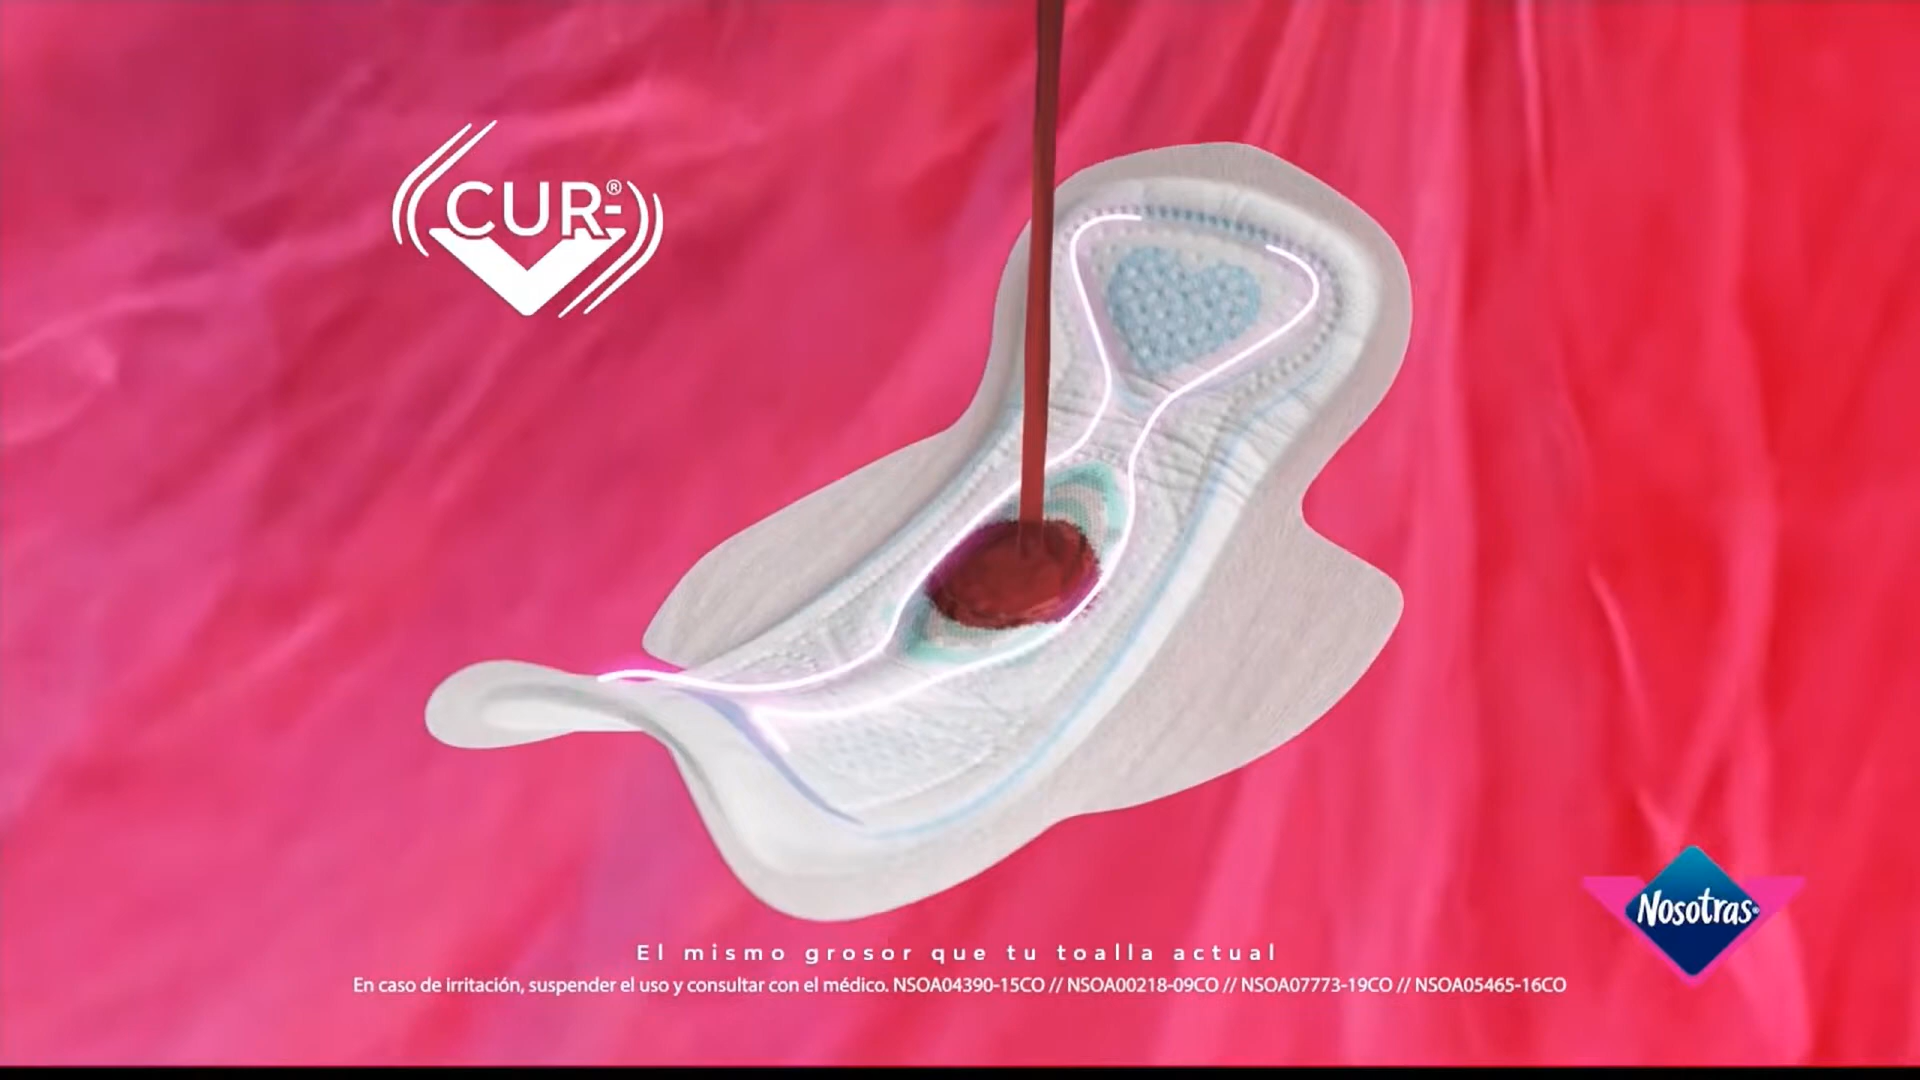 CUR-®
El mismo grosor que tu toalla actual
En caso de irritación, suspender el uso y consultar con el médico. NSOA04390-15CO // NSOA00218-09CO // NSOA07773-19CO // NSOA05465-16CO
Nosotras®